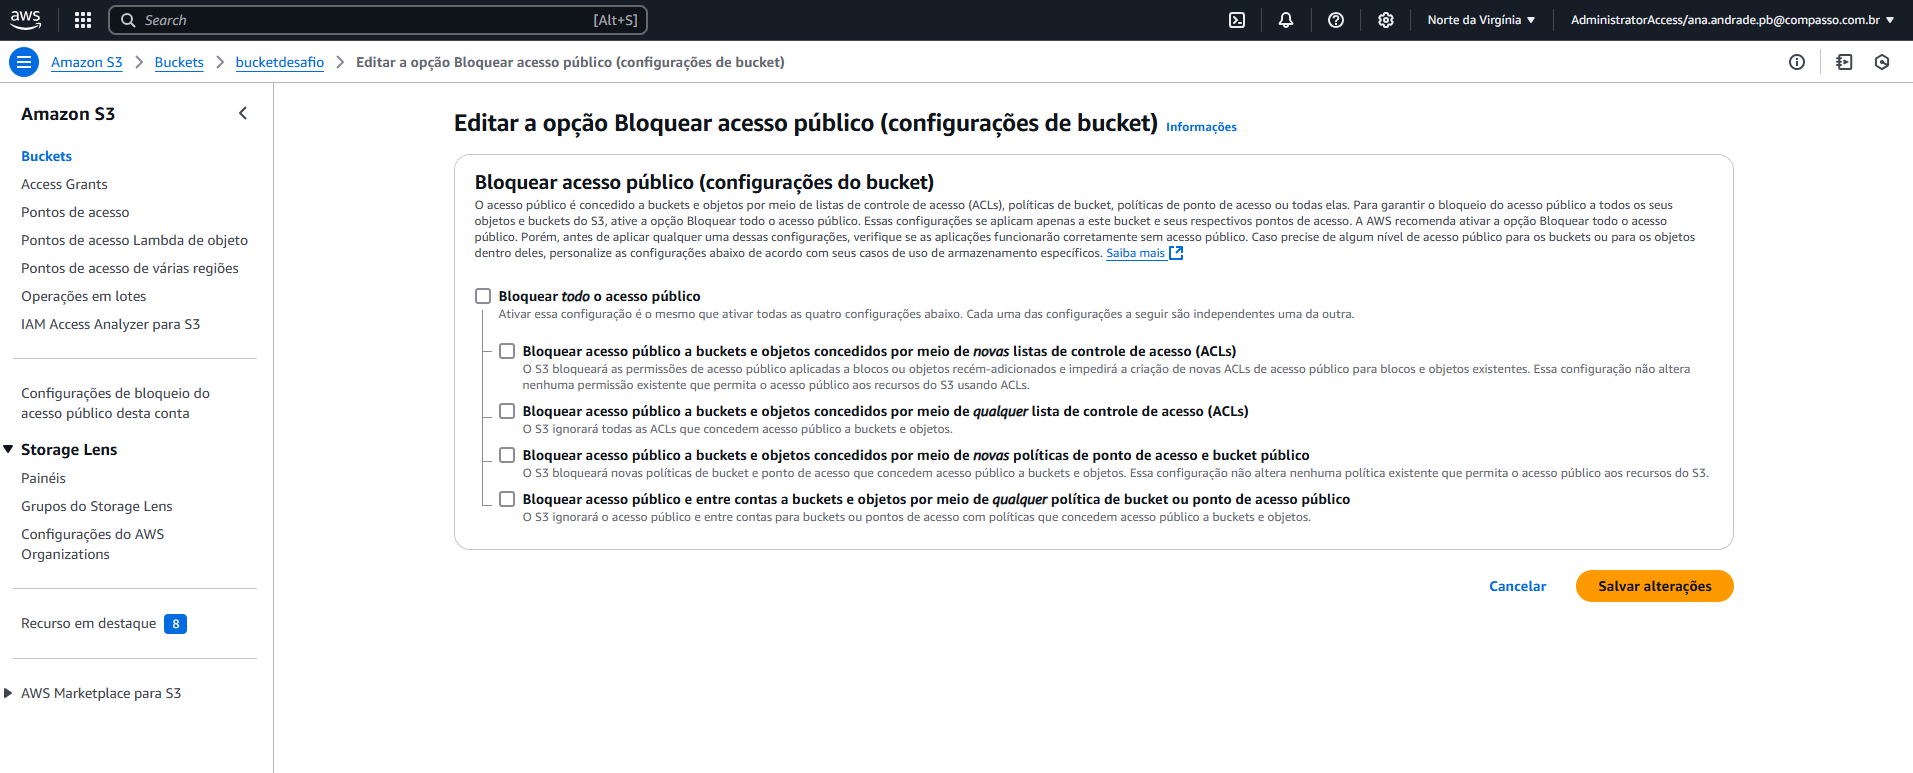 aws
Search [Alt+S]
Norte da Virgínia
AdministratorAccess/ana.andrade.pb@compasso.com.br
Amazon S3 > Buckets > bucketdesafio > Editar a opção Bloquear acesso público (configurações de bucket)
Amazon S3
Buckets
Access Grants
Pontos de acesso
Pontos de acesso Lambda de objeto
Pontos de acesso de várias regiões
Operações em lotes
IAM Access Analyzer para S3
Configurações de bloqueio do
acesso público desta conta
Storage Lens
Painéis
Grupos do Storage Lens
Configurações do AWS
Organizations
Recurso em destaque 8
AWS Marketplace para S3
Editar a opção Bloquear acesso público (configurações de bucket) Informações
Bloquear acesso público (configurações do bucket)
O acesso público é concedido a buckets e objetos por meio de listas de controle de acesso (ACLs), políticas de bucket, políticas de ponto de acesso ou todas elas. Para garantir o bloqueio do acesso público a todos os seus
objetos e buckets do S3, ative a opção Bloquear todo o acesso público. Essas configurações se aplicam apenas a este bucket e seus respectivos pontos de acesso. A AWS recomenda ativar a opção Bloquear todo o acesso
público. Porém, antes de aplicar qualquer uma dessas configurações, verifique se as aplicações funcionarão corretamente sem acesso público. Caso precise de algum nível de acesso público para os buckets ou para os objetos
dentro deles, personalize as configurações abaixo de acordo com seus casos de uso de armazenamento específicos. Saiba mais
Bloquear todo o acesso público
Ativar essa configuração é o mesmo que ativar todas as quatro configurações abaixo. Cada uma das configurações a seguir são independentes uma da outra.
Bloquear acesso público a buckets e objetos concedidos por meio de novas listas de controle de acesso (ACLs)
O S3 bloqueará as permissões de acesso público aplicadas a blocos ou objetos recém-adicionados e impedirá a criação de novas ACLs de acesso público para blocos e objetos existentes. Essa configuração não altera
nenhuma permissão existente que permita o acesso público aos recursos do S3 usando ACLs.
Bloquear acesso público a buckets e objetos concedidos por meio de qualquer lista de controle de acesso (ACLs)
O S3 ignorará todas as ACLs que concedem acesso público a buckets e objetos.
Bloquear acesso público a buckets e objetos concedidos por meio de novas políticas de ponto de acesso e bucket público
O S3 bloqueará novas políticas de bucket e ponto de acesso que concedem acesso público a buckets e objetos. Essa configuração não altera nenhuma política existente que permita o acesso público aos recursos do S3.
Bloquear acesso público e entre contas a buckets e objetos por meio de qualquer política de bucket ou ponto de acesso público
O S3 ignorará o acesso público e entre contas para buckets ou pontos de acesso com políticas que concedem acesso público a buckets e objetos.
Cancelar
Salvar alterações